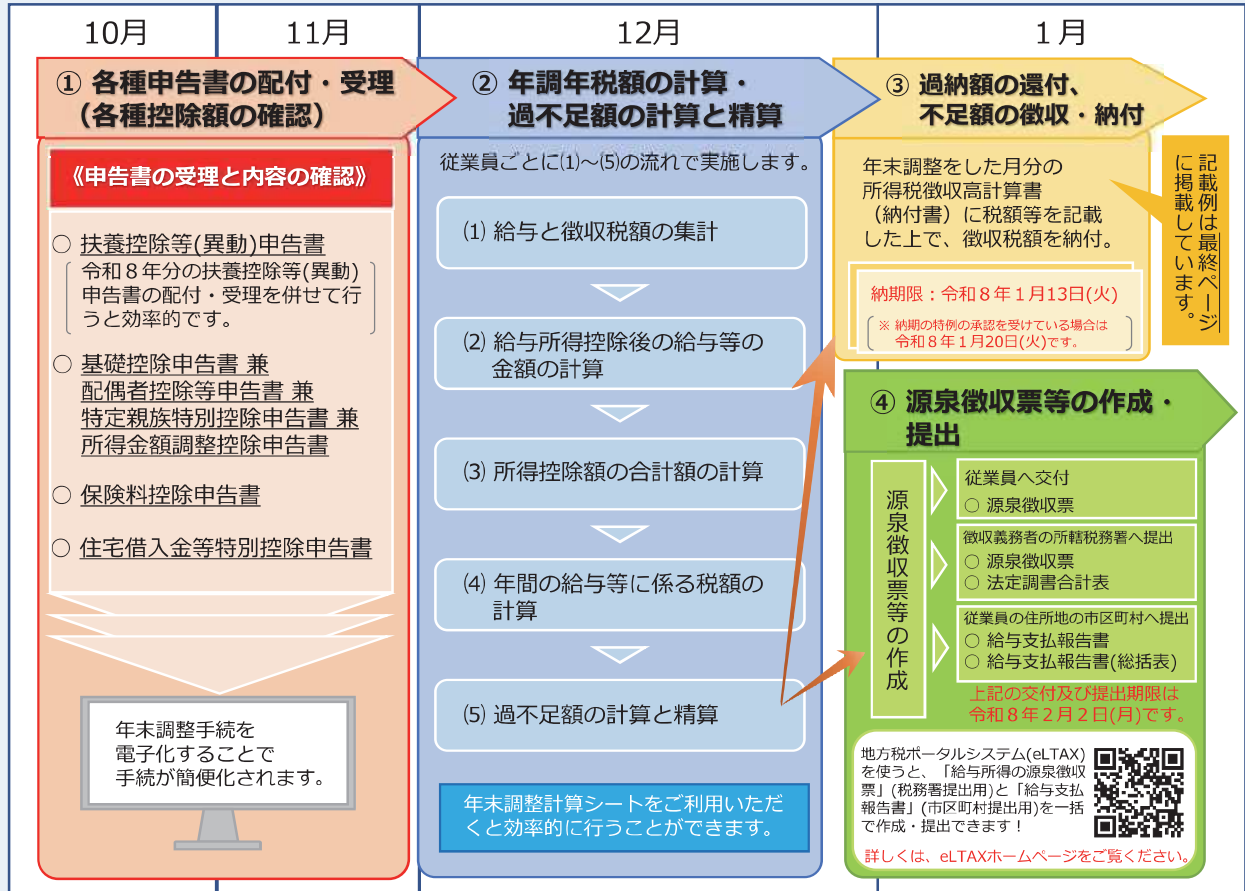 10月
11月
12月
１月
① 各種申告書の配付・受理
（各種控除額の確認）
《申告書の受理と内容の確認》
○ 扶養控除等(異動)申告書
令和８年分の扶養控除等(異動)
申告書の配付・受理を併せて行
うと効率的です。
○ 基礎控除申告書 兼
配偶者控除等申告書 兼
特定親族特別控除申告書 兼
所得金額調整控除申告書
○ 保険料控除申告書
○ 住宅借入金等特別控除申告書
年末調整手続を
電子化することで
手続が簡便化されます。
② 年調年税額の計算・
過不足額の計算と精算
従業員ごとに⑴～⑸の流れで実施します。
⑴ 給与と徴収税額の集計
⑵ 給与所得控除後の給与等の
金額の計算
⑶ 所得控除額の合計額の計算
⑷ 年間の給与等に係る税額の
計算
⑸ 過不足額の計算と精算
年末調整計算シートをご利用いただ
くと効率的に行うことができます。
③ 過納額の還付、
不足額の徴収・納付
年末調整をした月分の
所得税徴収高計算書
（納付書）に税額等を記載
した上で、徴収税額を納付。
納期限：令和８年１月13日(火)
※ 納期の特例の承認を受けている場合は
令和８年１月20日(火)です。
記載例は最終ページ
に掲載しています。
④ 源泉徴収票等の作成・
提出
源泉徴収票等の作成
従業員へ交付
○ 源泉徴収票
徴収義務者の所轄税務署へ提出
○ 源泉徴収票
○ 法定調書合計表
従業員の住所地の市区町村へ提出
○ 給与支払報告書
○ 給与支払報告書(総括表)
上記の交付及び提出期限は
令和８年２月２日(月)です。
地方税ポータルシステム(eLTAX)
を使うと、「給与所得の源泉徴収
票」(税務署提出用)と「給与支払
報告書」(市区町村提出用)を一括
で作成・提出できます！
詳しくは、eLTAXホームページをご覧ください。